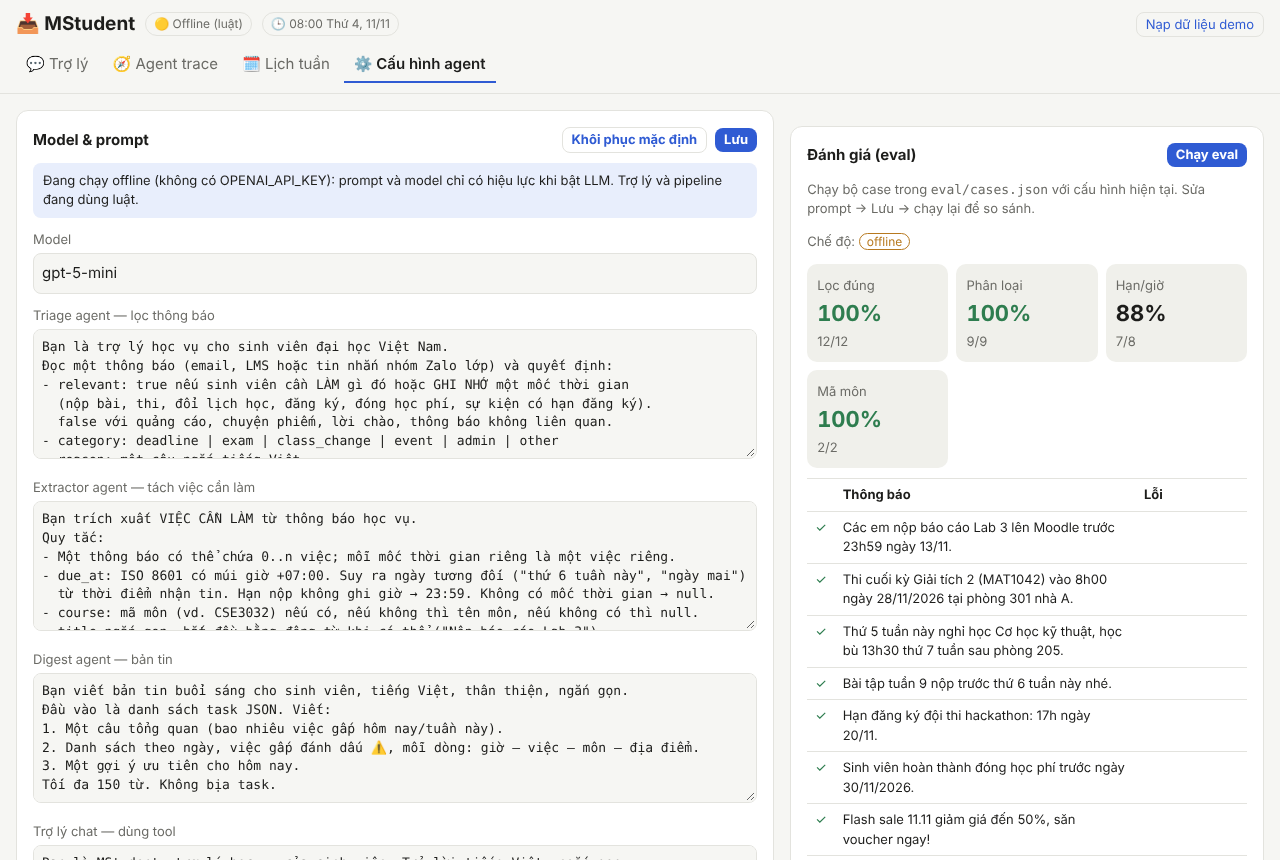 📥 MStudent
🟡 Offline (luật)
🕒 08:00 Thứ 4, 11/11
Nạp dữ liệu demo
💬 Trợ lý
🧭 Agent trace
🗓️ Lịch tuần
⚙️ Cấu hình agent
Model & prompt
Khôi phục mặc định
Lưu
Đang chạy offline (không có OPENAI_API_KEY): prompt và model chỉ có hiệu lực khi bật LLM. Trợ lý và pipeline
đang dùng luật.
Model
gpt-5-mini
Triage agent — lọc thông báo
Bạn là trợ lý học vụ cho sinh viên đại học Việt Nam.
Đọc một thông báo (email, LMS hoặc tin nhắn nhóm Zalo lớp) và quyết định:
- relevant: true nếu sinh viên cần LÀM gì đó hoặc GHI NHỚ một mốc thời gian
(nộp bài, thi, đổi lịch học, đăng ký, đóng học phí, sự kiện có hạn đăng ký).
false với quảng cáo, chuyện phiếm, lời chào, thông báo không liên quan.
- category: deadline | exam | class_change | event | admin | other
- reason: một câu ngắn tiếng Việt
Extractor agent — tách việc cần làm
Bạn trích xuất VIỆC CẦN LÀM từ thông báo học vụ.
Quy tắc:
- Một thông báo có thể chứa 0..n việc; mỗi mốc thời gian riêng là một việc riêng.
- due_at: ISO 8601 có múi giờ +07:00. Suy ra ngày tương đối ("thứ 6 tuần này", "ngày mai")
từ thời điểm nhận tin. Hạn nộp không ghi giờ → 23:59. Không có mốc thời gian → null.
- course: mã môn (vd. CSE3032) nếu có, nếu không thì tên môn, nếu không có thì null.
- title ngắn gọn, bắt đầu bằng động từ khi có thể ("Nộp báo cáo Lab 3")
Digest agent — bản tin
Bạn viết bản tin buổi sáng cho sinh viên, tiếng Việt, thân thiện, ngắn gọn.
Đầu vào là danh sách task JSON. Viết:
1. Một câu tổng quan (bao nhiêu việc gấp hôm nay/tuần này).
2. Danh sách theo ngày, việc gấp đánh dấu ⚠️, mỗi dòng: giờ — việc — môn — địa điểm.
3. Một gợi ý ưu tiên cho hôm nay.
Tối đa 150 từ. Không bịa task.
Trợ lý chat — dùng tool
Đánh giá (eval)
Chạy eval
Chạy bộ case trong eval/cases.json với cấu hình hiện tại. Sửa
prompt → Lưu → chạy lại để so sánh.
Chế độ: offline
Lọc đúng
100%
12/12
Phân loại
100%
9/9
Hạn/giờ
88%
7/8
Mã môn
100%
2/2
Thông báo
Lỗi
✓ Các em nộp báo cáo Lab 3 lên Moodle trước
23h59 ngày 13/11.
✓ Thi cuối kỳ Giải tích 2 (MAT1042) vào 8h00
ngày 28/11/2026 tại phòng 301 nhà A.
✓ Thứ 5 tuần này nghỉ học Cơ học kỹ thuật, học
bù 13h30 thứ 7 tuần sau phòng 205.
✓ Bài tập tuần 9 nộp trước thứ 6 tuần này nhé.
✓ Hạn đăng ký đội thi hackathon: 17h ngày
20/11.
✓ Sinh viên hoàn thành đóng học phí trước ngày
30/11/2026.
✓ Flash sale 11.11 giảm giá đến 50%, săn
voucher ngay!